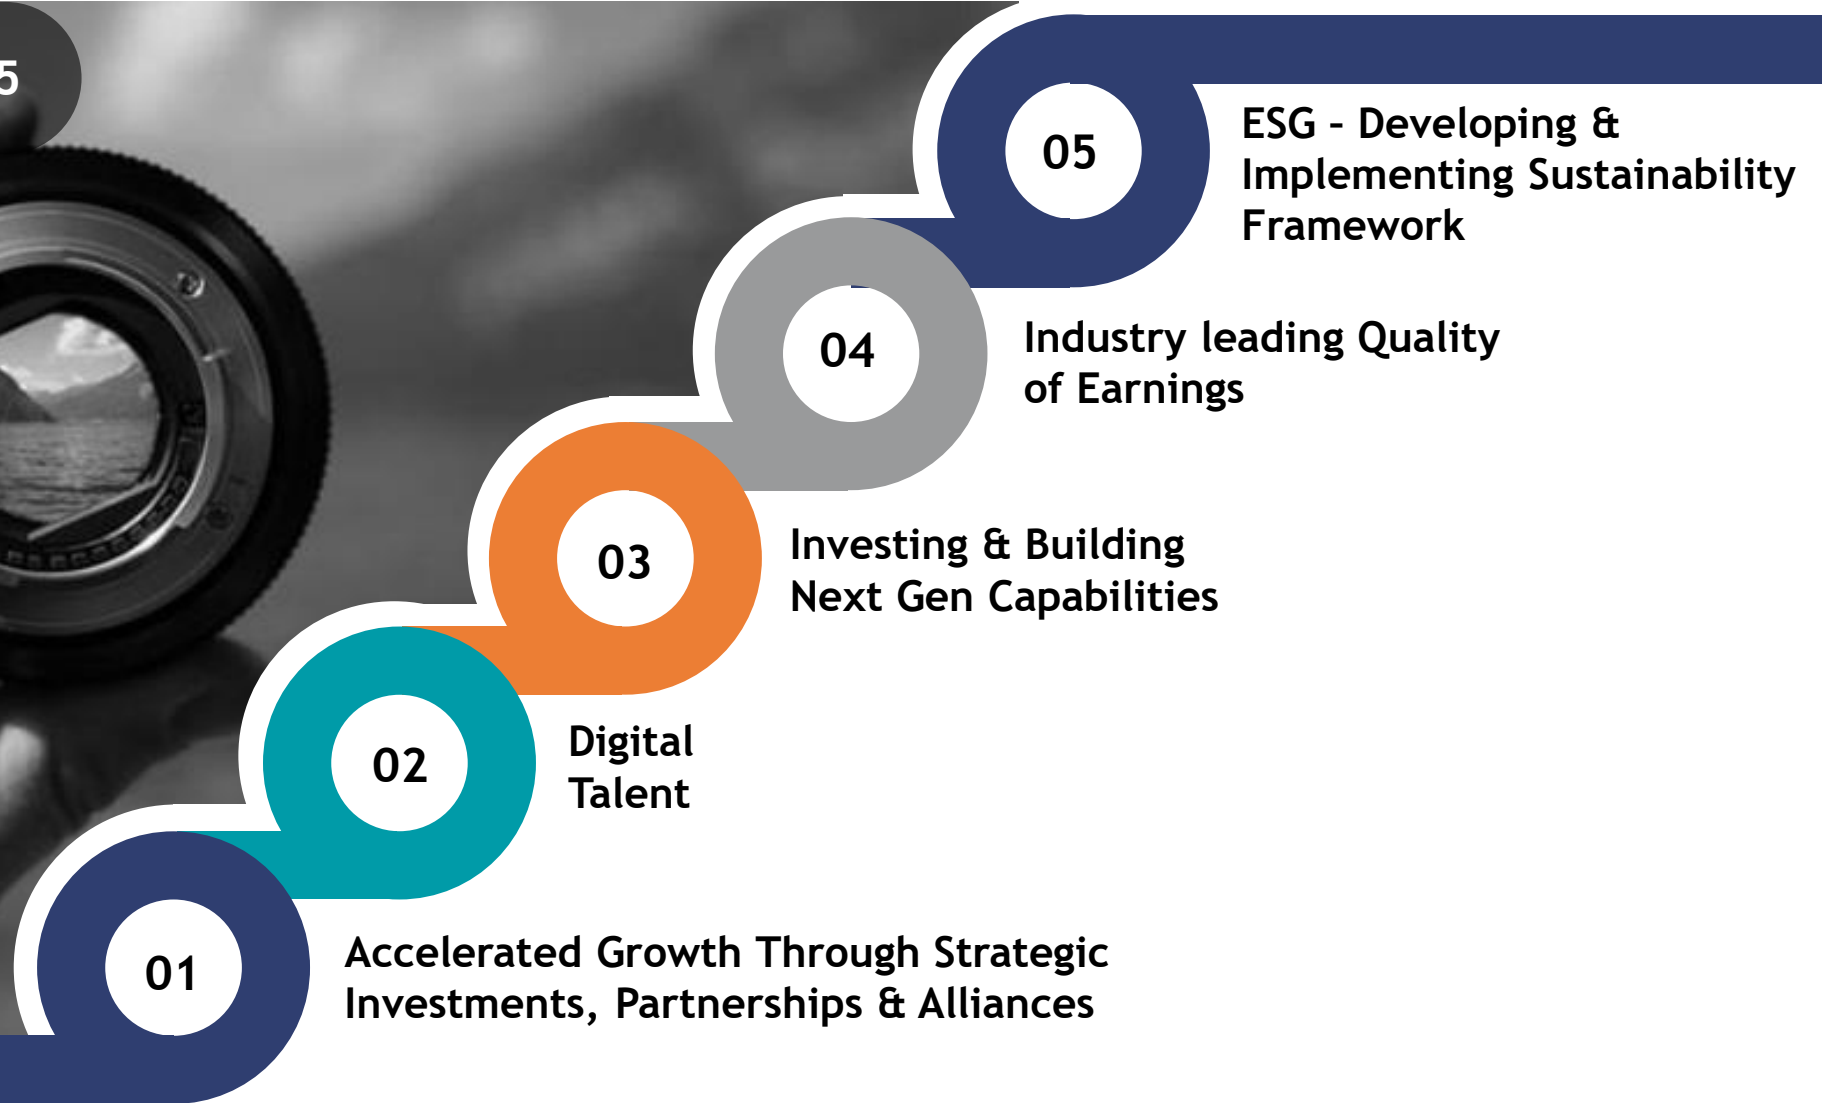 5
05
ESG – Developing &
Implementing Sustainability
Framework
04
Industry leading Quality
of Earnings
03
Investing & Building
Next Gen Capabilities
02
Digital
Talent
01
Accelerated Growth Through Strategic
Investments, Partnerships & Alliances